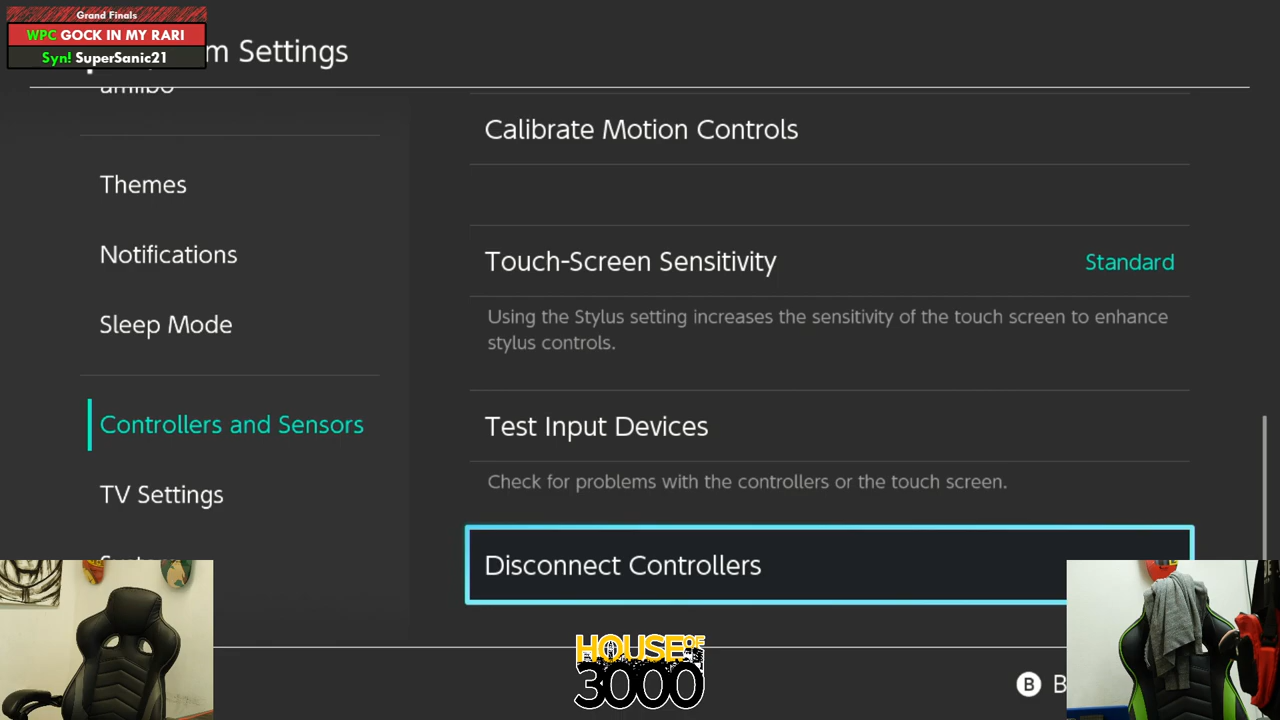 Grand Finals
WPC GOCK IN MY RARI
Syn! SuperSanic21
Settings
amiibo
Themes
Notifications
Sleep Mode
Controllers and Sensors
TV Settings
Calibrate Motion Controls
Touch-Screen Sensitivity Standard
Using the Stylus setting increases the sensitivity of the touch screen to enhance
stylus controls.
Test Input Devices
Check for problems with the controllers or the touch screen.
Disconnect Controllers
HOUSE OF
3000
B